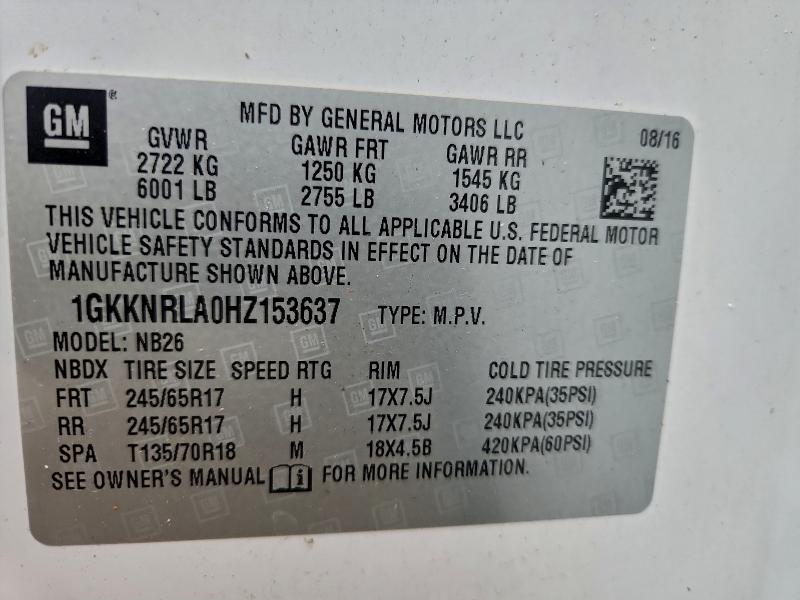 GM®
MFD BY GENERAL MOTORS LLC
08/16
GVWR GAWR FRT GAWR RR
2722 KG 1250 KG 1545 KG
6001 LB 2755 LB 3406 LB
THIS VEHICLE CONFORMS TO ALL APPLICABLE U.S. FEDERAL MOTOR
VEHICLE SAFETY STANDARDS IN EFFECT ON THE DATE OF
MANUFACTURE SHOWN ABOVE.
1GKKNRLA0HZ153637 TYPE: M.P.V.
MODEL: NB26
NBDX TIRE SIZE SPEED RTG RIM COLD TIRE PRESSURE
FRT 245/65R17 H 17X7.5J 240KPA(35PSI)
RR 245/65R17 H 17X7.5J 240KPA(35PSI)
SPA T135/70R18 M 18X4.5B 420KPA(60PSI)
SEE OWNER'S MANUAL i FOR MORE INFORMATION.